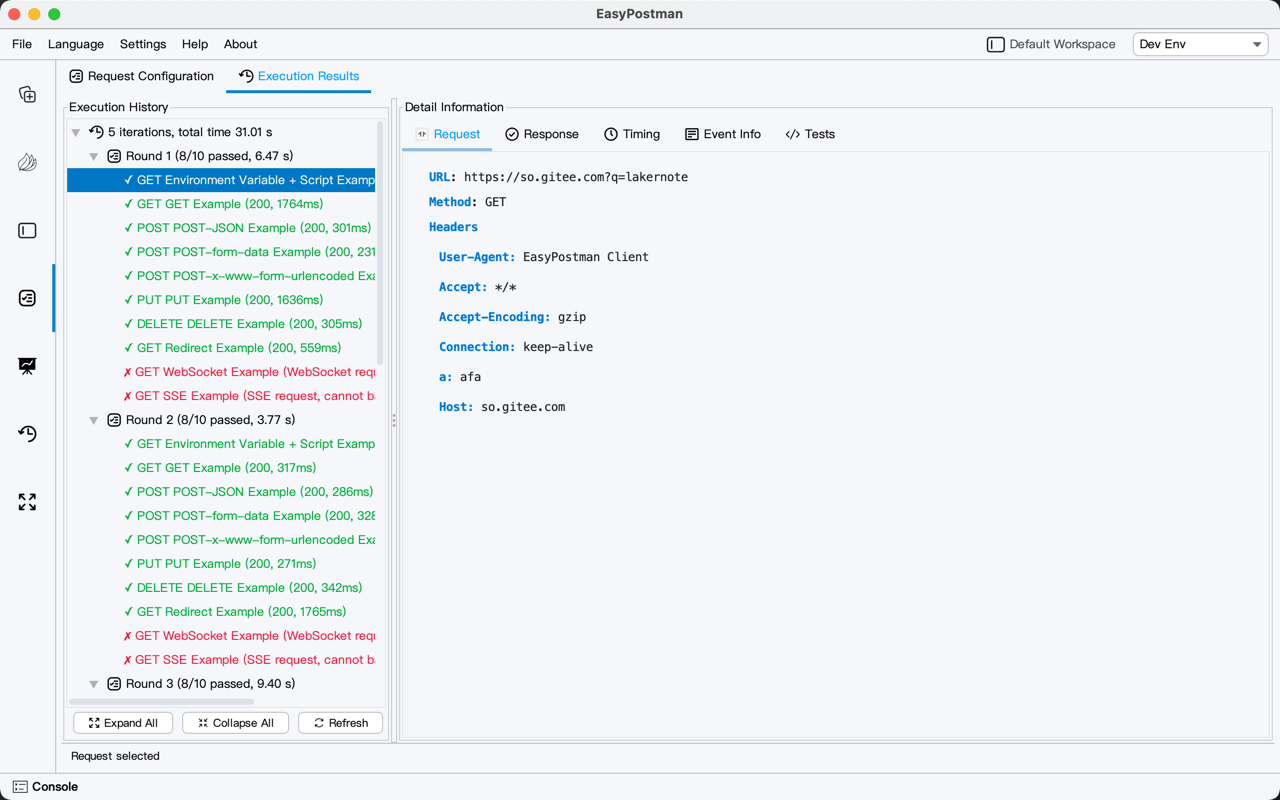 EasyPostman
File Language Settings Help About Default Workspace Dev Env
Request Configuration Execution Results
Execution History
5 iterations, total time 31.01 s
Round 1 (8/10 passed, 6.47 s)
✓ GET Environment Variable + Script Examp
✓ GET GET Example (200, 1764ms)
✓ POST POST-JSON Example (200, 301ms)
✓ POST POST-form-data Example (200, 231
✓ POST POST-x-www-form-urlencoded Exa
✓ PUT PUT Example (200, 1636ms)
✓ DELETE DELETE Example (200, 305ms)
✓ GET Redirect Example (200, 559ms)
✗ GET WebSocket Example (WebSocket requ
✗ GET SSE Example (SSE request, cannot b
Round 2 (8/10 passed, 3.77 s)
✓ GET Environment Variable + Script Examp
✓ GET GET Example (200, 317ms)
✓ POST POST-JSON Example (200, 286ms)
✓ POST POST-form-data Example (200, 328
✓ POST POST-x-www-form-urlencoded Exa
✓ PUT PUT Example (200, 271ms)
✓ DELETE DELETE Example (200, 342ms)
✓ GET Redirect Example (200, 1765ms)
✗ GET WebSocket Example (WebSocket requ
✗ GET SSE Example (SSE request, cannot b
Round 3 (8/10 passed, 9.40 s)
Expand All Collapse All Refresh
Detail Information
Request Response Timing Event Info Tests
URL: https://so.gitee.com?q=lakernote
Method: GET
Headers
User-Agent: EasyPostman Client
Accept: */*
Accept-Encoding: gzip
Connection: keep-alive
a: afa
Host: so.gitee.com
Request selected
Console